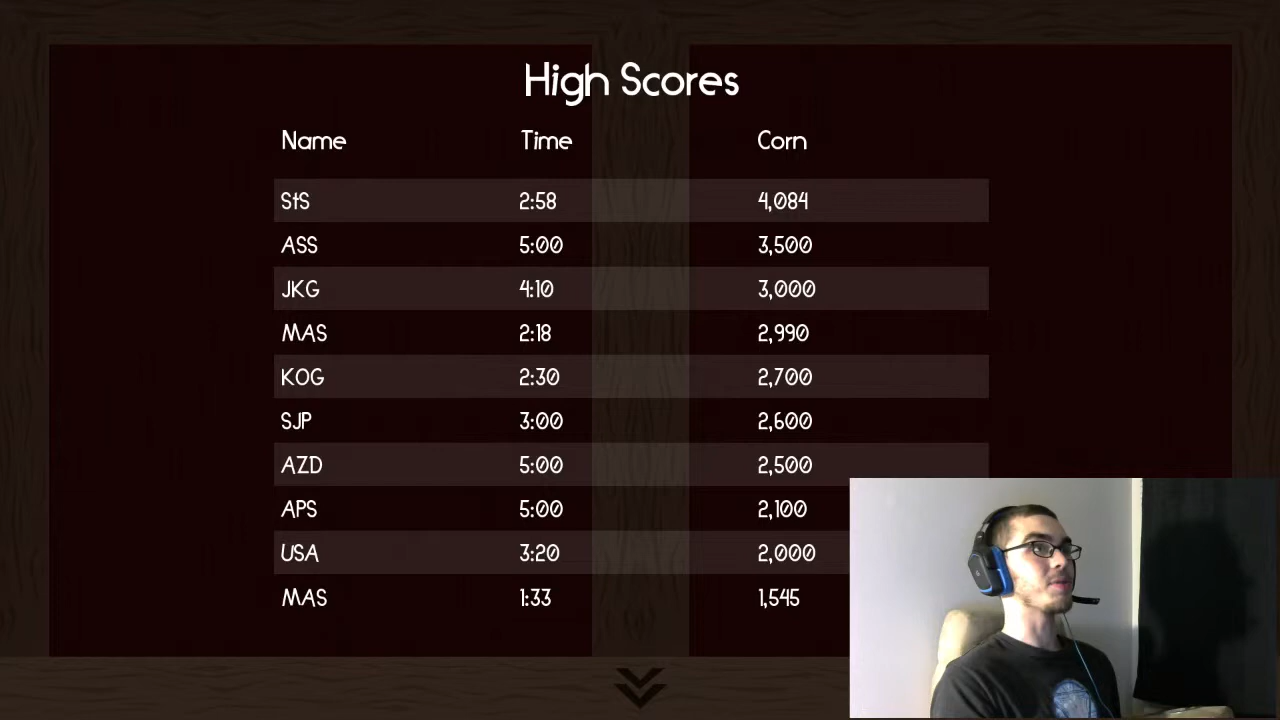 High Scores
Name Time Corn
StS 2:58 4,084
ASS 5:00 3,500
JKG 4:10 3,000
MAS 2:18 2,990
KOG 2:30 2,700
SJP 3:00 2,600
AZD 5:00 2,500
APS 5:00 2,100
USA 3:20 2,000
MAS 1:33 1,545